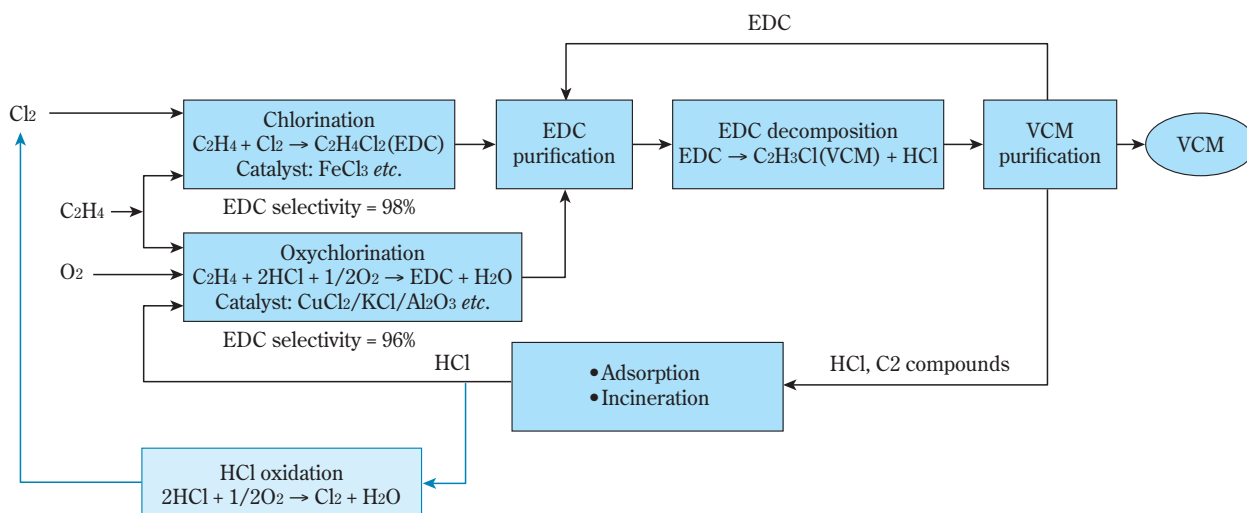 EDC
Cl2
Chlorination
C2H4 + Cl2 → C2H4Cl2(EDC)
Catalyst: FeCl3 etc.
EDC
purification
EDC decomposition
EDC → C2H3Cl(VCM) + HCl
VCM
purification
VCM
C2H4
EDC selectivity = 98%
O2
Oxychlorination
C2H4 + 2HCl + 1/2O2 → EDC + H2O
Catalyst: CuCl2/KCl/Al2O3 etc.
EDC selectivity = 96%
HCl
•Adsorption
•Incineration
HCl, C2 compounds
HCl oxidation
2HCl + 1/2O2 → Cl2 + H2O